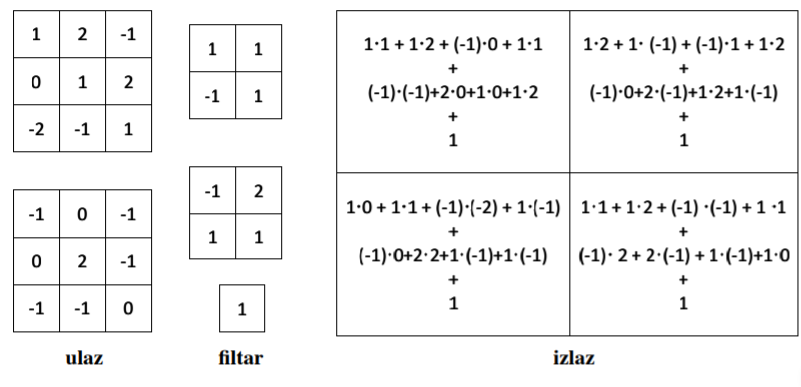 1 2 -1
0 1 2
-2 -1 1
-1 0 -1
0 2 -1
-1 -1 0
ulaz
1 1
-1 1
-1 2
1 1
1
filtar
1·1 + 1·2 + (-1)·0 + 1·1
+
(-1)·(-1)+2·0+1·0+1·2
+
1
1·2 + 1· (-1) + (-1)·1 + 1·2
+
(-1)·0+2·(-1)+1·2+1·(-1)
+
1
1·0 + 1·1 + (-1)·(-2) + 1·(-1)
+
(-1)·0+2·2+1·(-1)+1·(-1)
+
1
1·1 + 1·2 + (-1) ·(-1) + 1 ·1
+
(-1)· 2 + 2·(-1) + 1·(-1)+1·0
+
1
izlaz